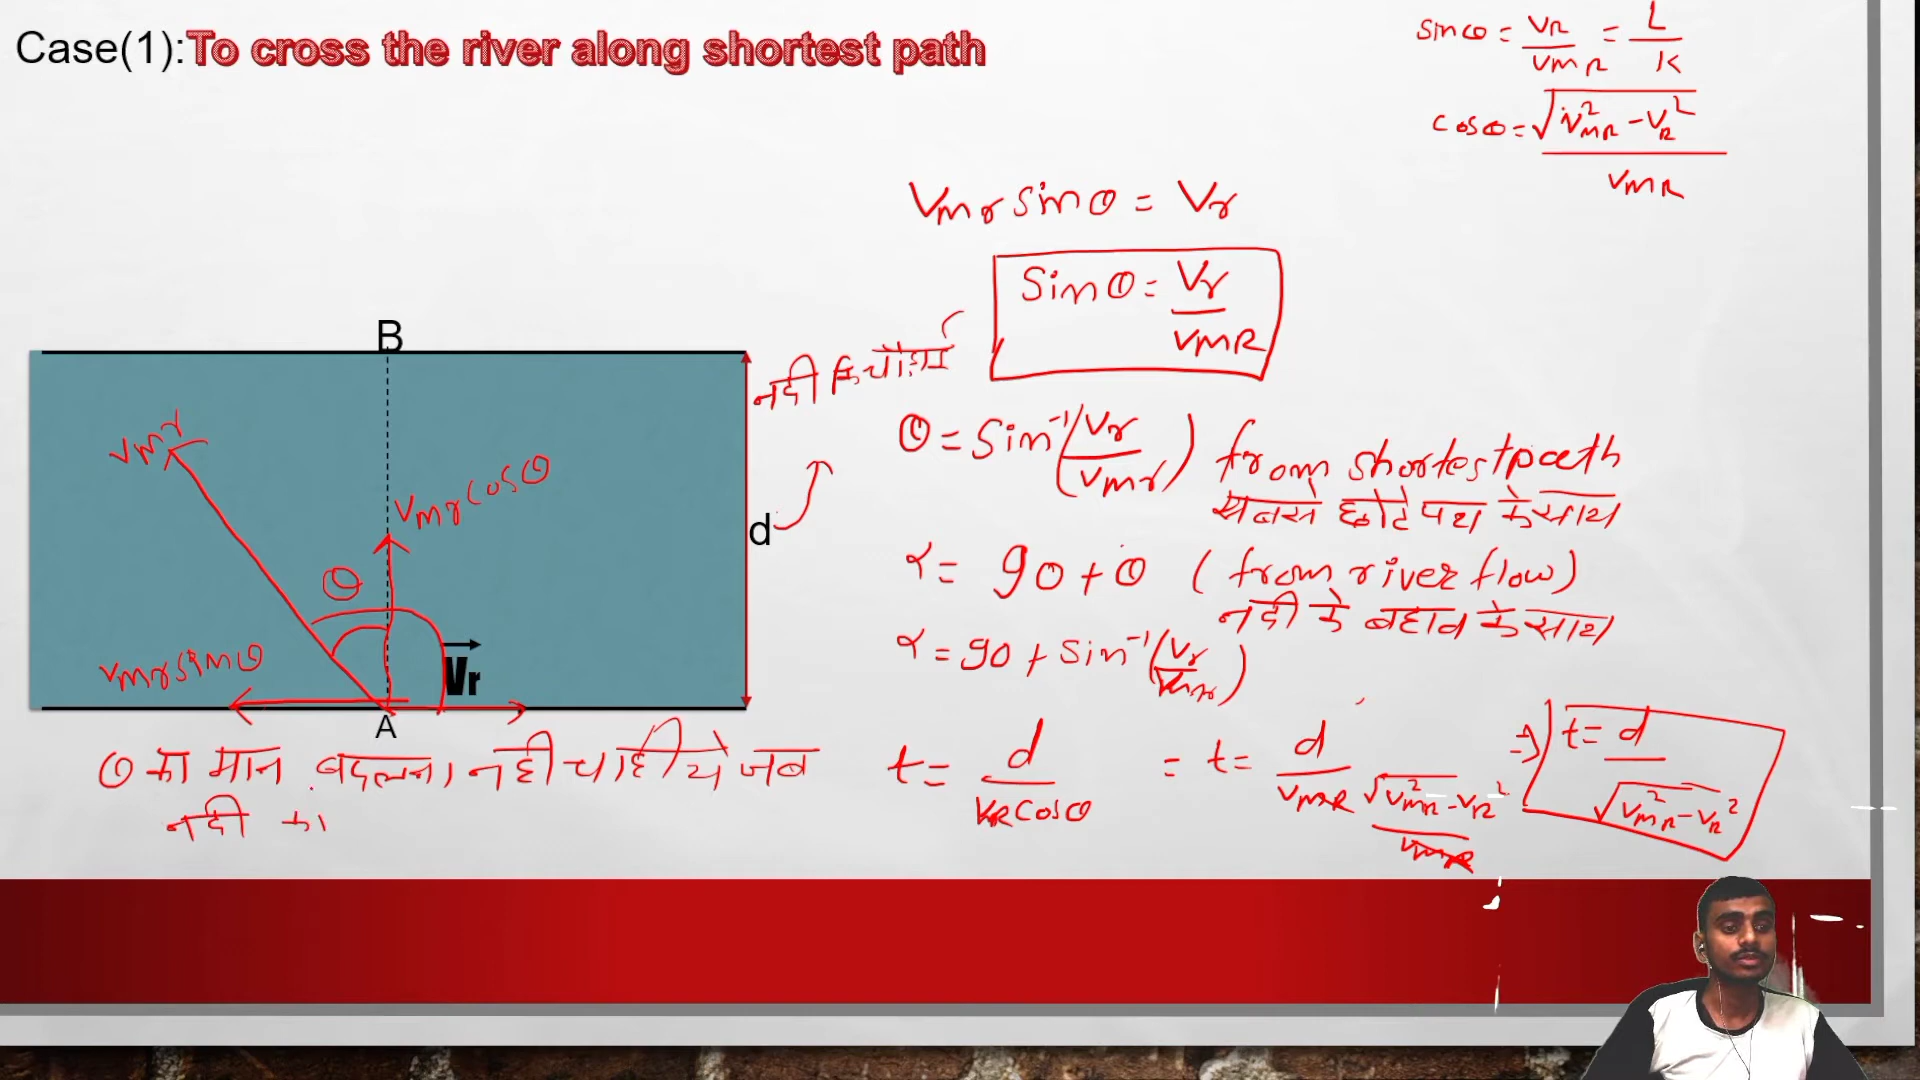 Case(1):To cross the river along shortest path
sinθ = VR/VMR = L/K
cosθ = √(V²MR - VR²)/VMR
Vmr sinθ = Vr
Sinθ = Vr/VMR
B
नदी कि चौड़ाई
Vmr
Vmr cosθ
θ
d
θ = Sin⁻¹(Vr/Vmr) from shortest path
सबसे छोटे पथ के साथ
α = 90 + θ (from river flow)
नदी के बहाव के साथ
Vmr sinθ
Vr
α = 90 + Sin⁻¹(Vr/Vmr)
A
θ का मान बदलना नही चाहीये जब
नदी का
t = d/VR cosθ = t = d/VMR √(V²MR - VR²)/VMR ⇒ t = d/√(V²MR - VR²)